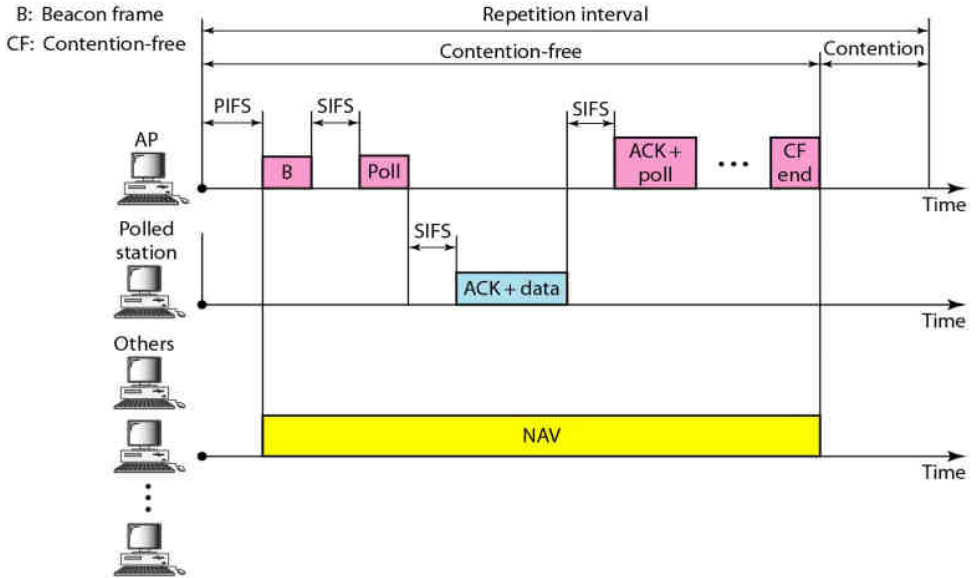 B: Beacon frame
CF: Contention-free
Repetition interval
Contention-free
Contention
PIFS
SIFS
SIFS
AP
B
Poll
ACK +
poll
CF
end
Time
Polled
station
SIFS
ACK + data
Time
Others
NAV
Time